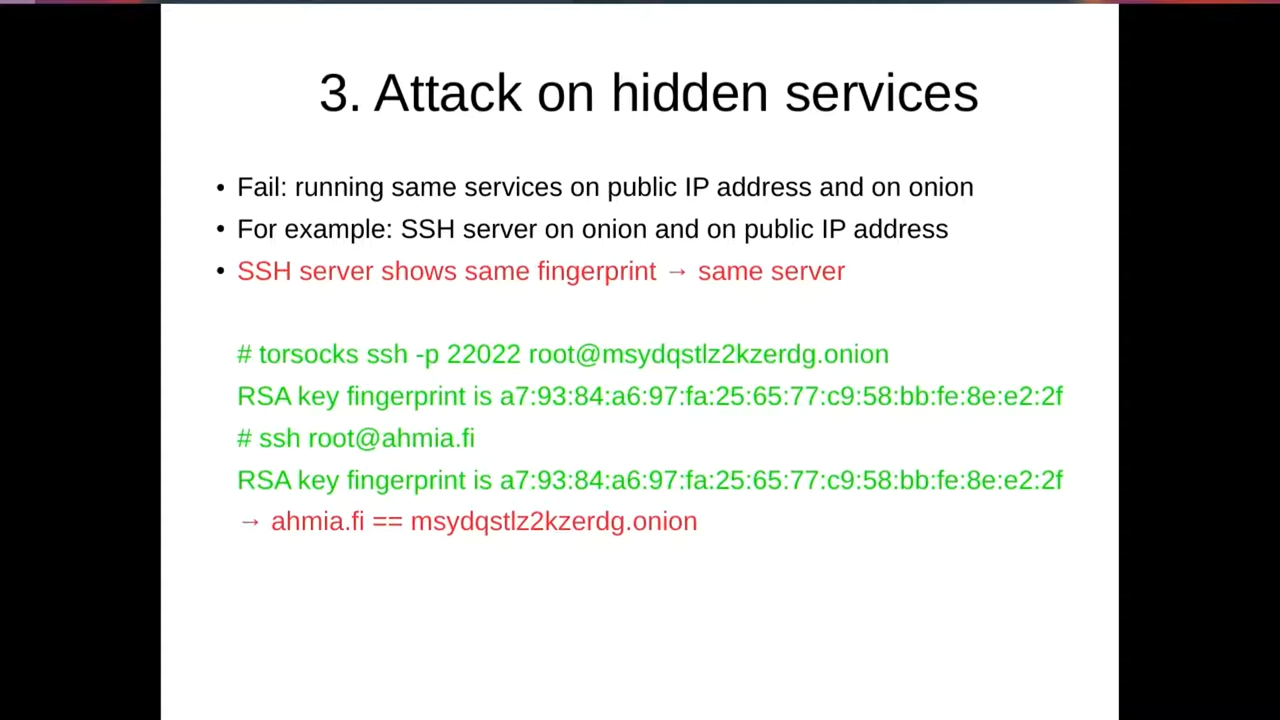 3. Attack on hidden services
• Fail: running same services on public IP address and on onion
• For example: SSH server on onion and on public IP address
• SSH server shows same fingerprint → same server
# torsocks ssh -p 22022 root@msydqstlz2kzerdg.onion
RSA key fingerprint is a7:93:84:a6:97:fa:25:65:77:c9:58:bb:fe:8e:e2:2f
# ssh root@ahmia.fi
RSA key fingerprint is a7:93:84:a6:97:fa:25:65:77:c9:58:bb:fe:8e:e2:2f
→ ahmia.fi == msydqstlz2kzerdg.onion